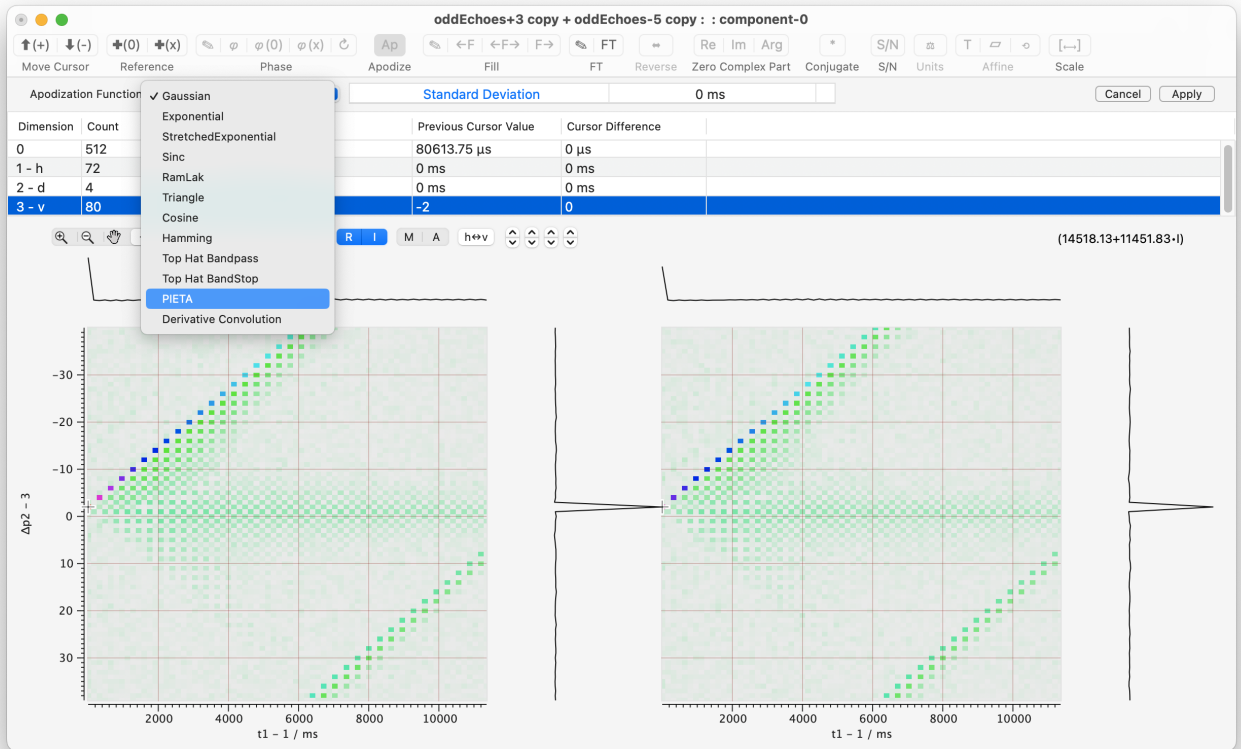 oddEchoes+3 copy + oddEchoes-5 copy : : component-0
⬆(+) ⬇(-) ✚(0) ✚(x) φ φ(0) φ(x) Ap ←F ←F→ F→ FT Re Im Arg * S/N T
Move Cursor Reference Phase Apodize Fill FT Reverse Zero Complex Part Conjugate S/N Units Affine Scale
Apodization Function Standard Deviation 0 ms Cancel Apply
✓ Gaussian
Exponential
StretchedExponential
Sinc
RamLak
Triangle
Cosine
Hamming
Top Hat Bandpass
Top Hat BandStop
PIETA
Derivative Convolution
Dimension Count Previous Cursor Value Cursor Difference
0 512 80613.75 µs 0 µs
1 - h 72 0 ms 0 ms
2 - d 4 0 ms 0 ms
3 - v 80 -2 0
R I M A h⇔v (14518.13+11451.83•I)
-30
-20
-10
0
10
20
30
Δp2 - 3
2000 4000 6000 8000 10000
t1 - 1 / ms
2000 4000 6000 8000 10000
t1 - 1 / ms